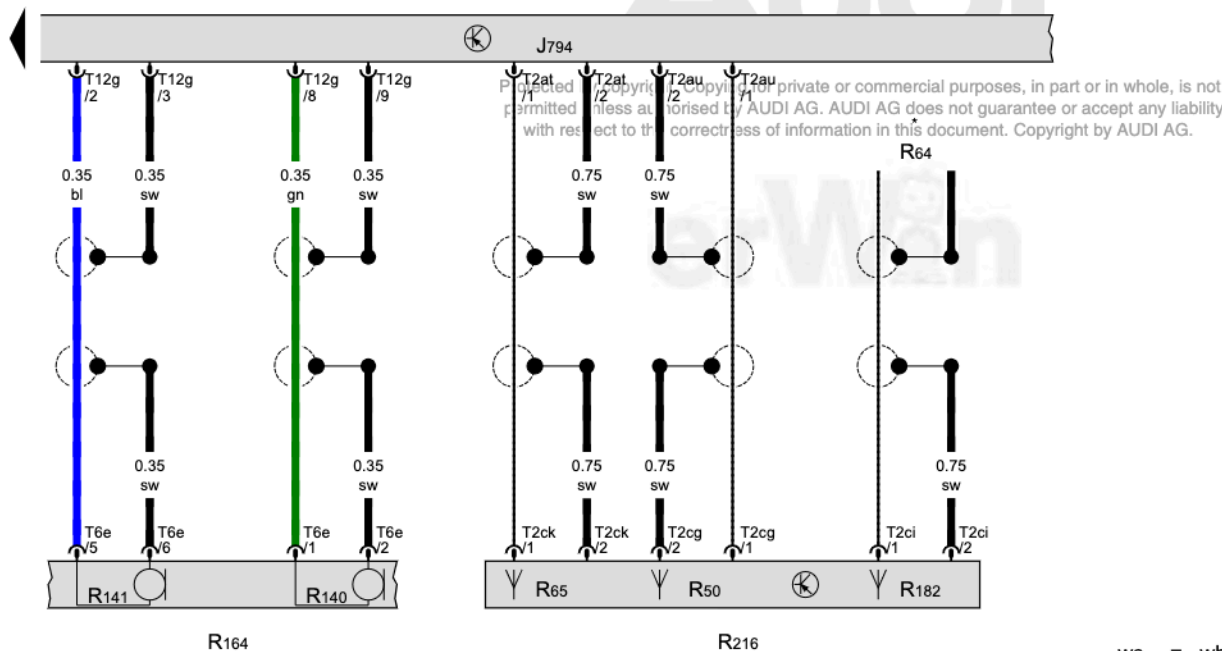 J794
T12g /2 T12g /3 T12g /8 T12g /9 T2at /1 T2at /2 T2au /2 T2au /1
Protected by copyright. Copying for private or commercial purposes, in part or in whole, is not
permitted unless authorised by AUDI AG. AUDI AG does not guarantee or accept any liability
with respect to the correctness of information in this document. Copyright by AUDI AG.
*
R64
0.35 0.35 0.35 0.35 0.75 0.75
bl sw gn sw sw sw
erWin
0.35 0.35 0.75 0.75 0.75
sw sw sw sw sw
T6e /5 T6e /6 T6e /1 T6e /2 T2ck /1 T2ck /2 T2cg /2 T2cg /1 T2ci /1 T2ci /2
R141 R140 R65 R50 R182
R164 R216